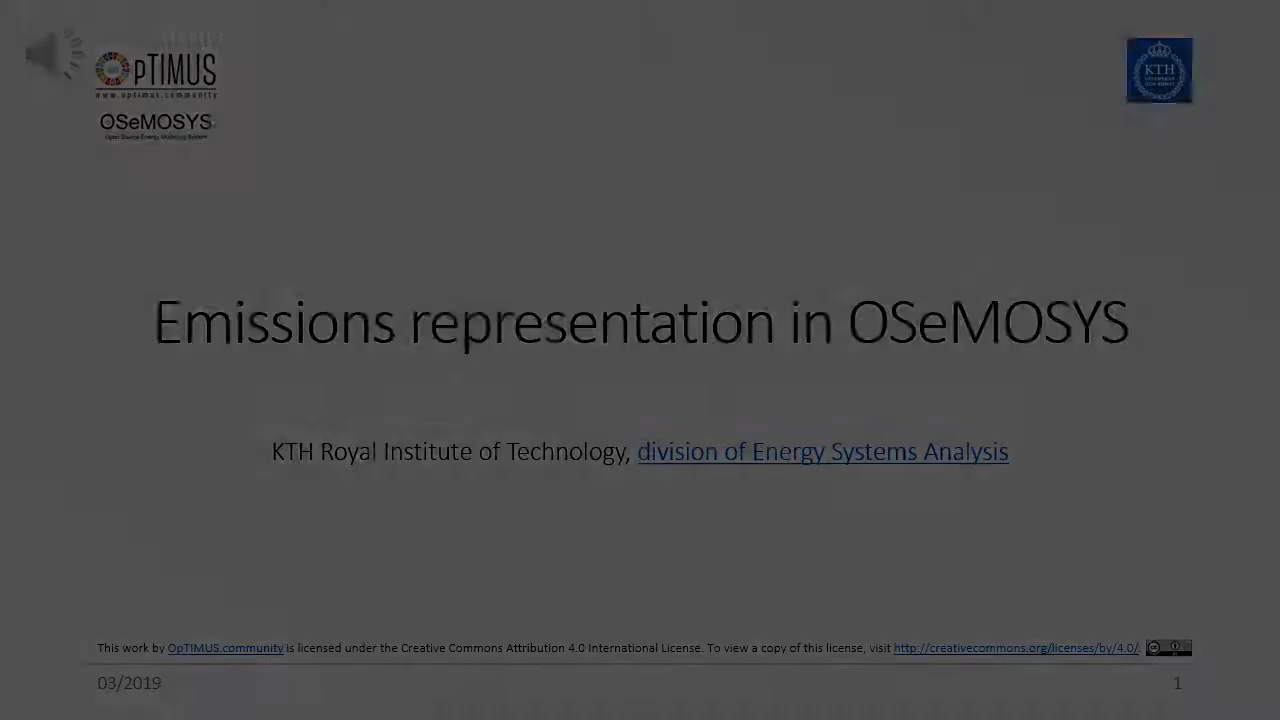 OpTIMUS
www.optimus.community
OSeMOSYS
Open Source Energy Modeling System
KTH
Emissions representation in OSeMOSYS
KTH Royal Institute of Technology, division of Energy Systems Analysis
This work by OpTIMUS.community is licensed under the Creative Commons Attribution 4.0 International License. To view a copy of this license, visit http://creativecommons.org/licenses/by/4.0/.
03/2019
1